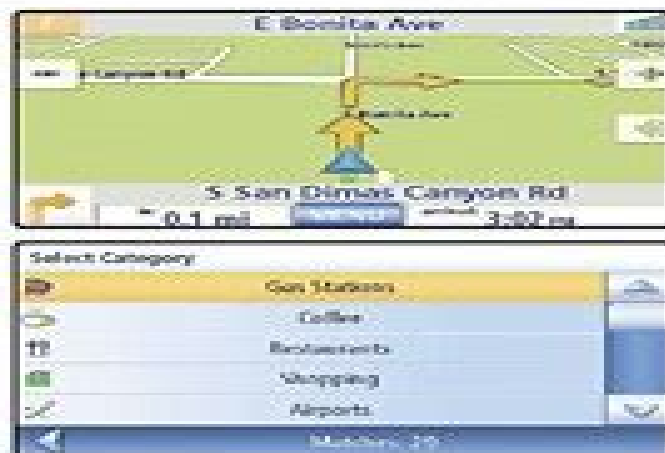 E Bonita Ave
Canyon Rd
E Bonita Ave
S San Dimas Canyon Rd
0.1 mi
MENU
3:02 PM
Select Category
Gas Stations
Coffee
Restaurants
Shopping
Airports